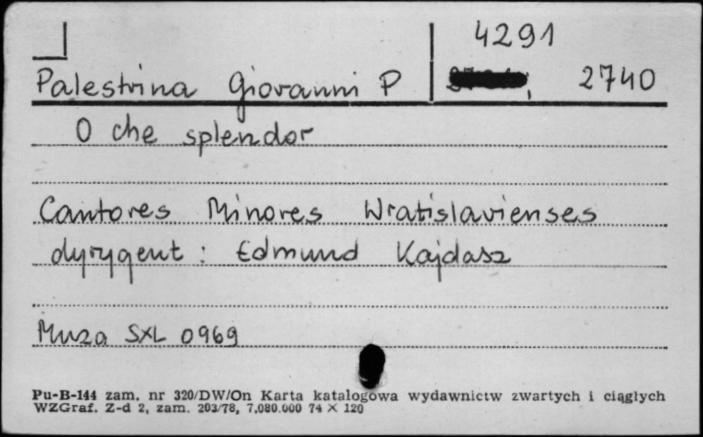 4291
Palestrina Giovanni P 2740
O che splendor
Cantores Minores Wratislavienses
dyrygent : Edmund Kajdasz
Muza SXL 0969
Pu-B-144 zam. nr 320/DW/On Karta katalogowa wydawnictw zwartych i ciągłych
WZGraf. Z-d 2, zam. 203/78, 7.080.000 74 × 120